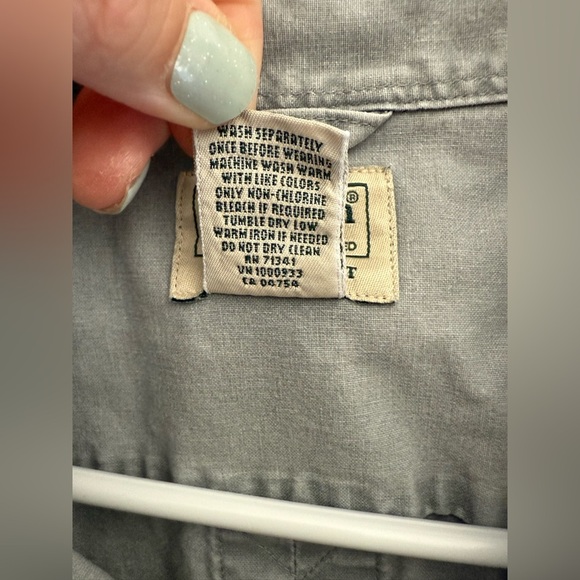 WASH SEPARATELY
ONCE BEFORE WEARING
MACHINE WASH WARM
WITH LIKE COLORS
ONLY NON-CHLORINE
BLEACH IF REQUIRED
TUMBLE DRY LOW
WARM IRON IF NEEDED
DO NOT DRY CLEAN
RN 71341
VN 1000933
CA 04754